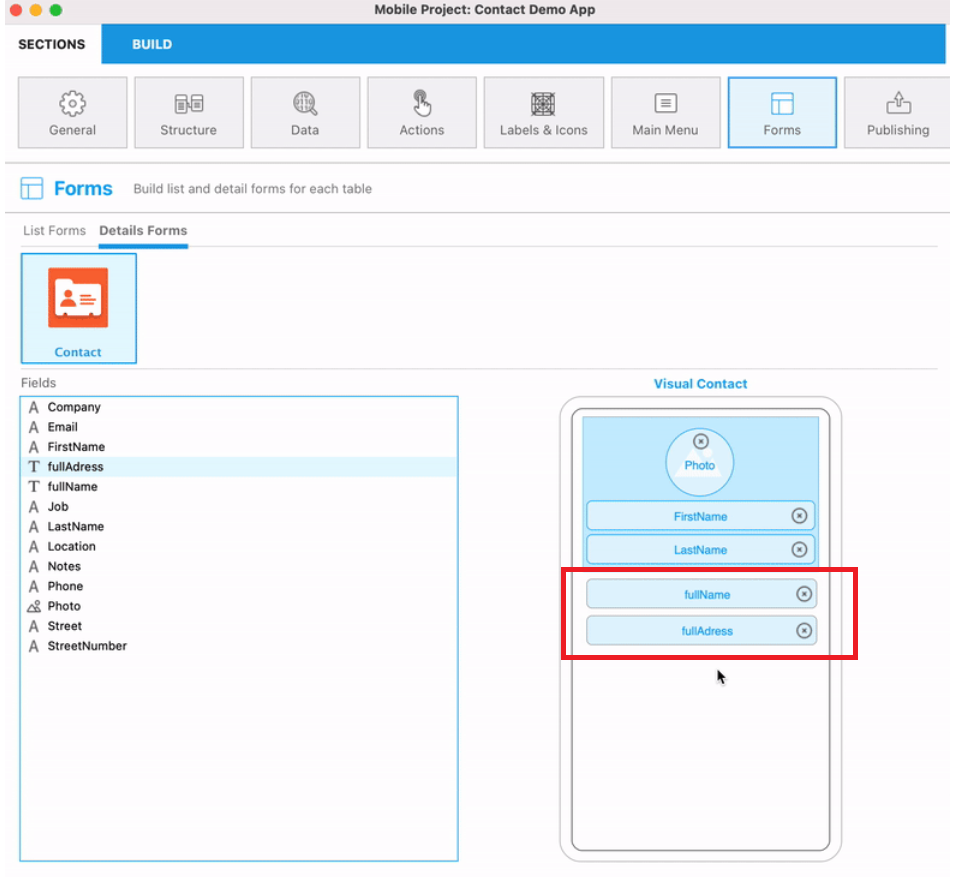 Mobile Project: Contact Demo App
SECTIONS BUILD
General Structure Data Actions Labels & Icons Main Menu Forms Publishing
Forms Build list and detail forms for each table
List Forms Details Forms
Contact
Fields
Visual Contact
A Company
A Email
A FirstName
T fullAdress
T fullName
A Job
A LastName
A Location
A Notes
A Phone
Photo
A Street
A StreetNumber
Photo
FirstName
LastName
fullName
fullAdress